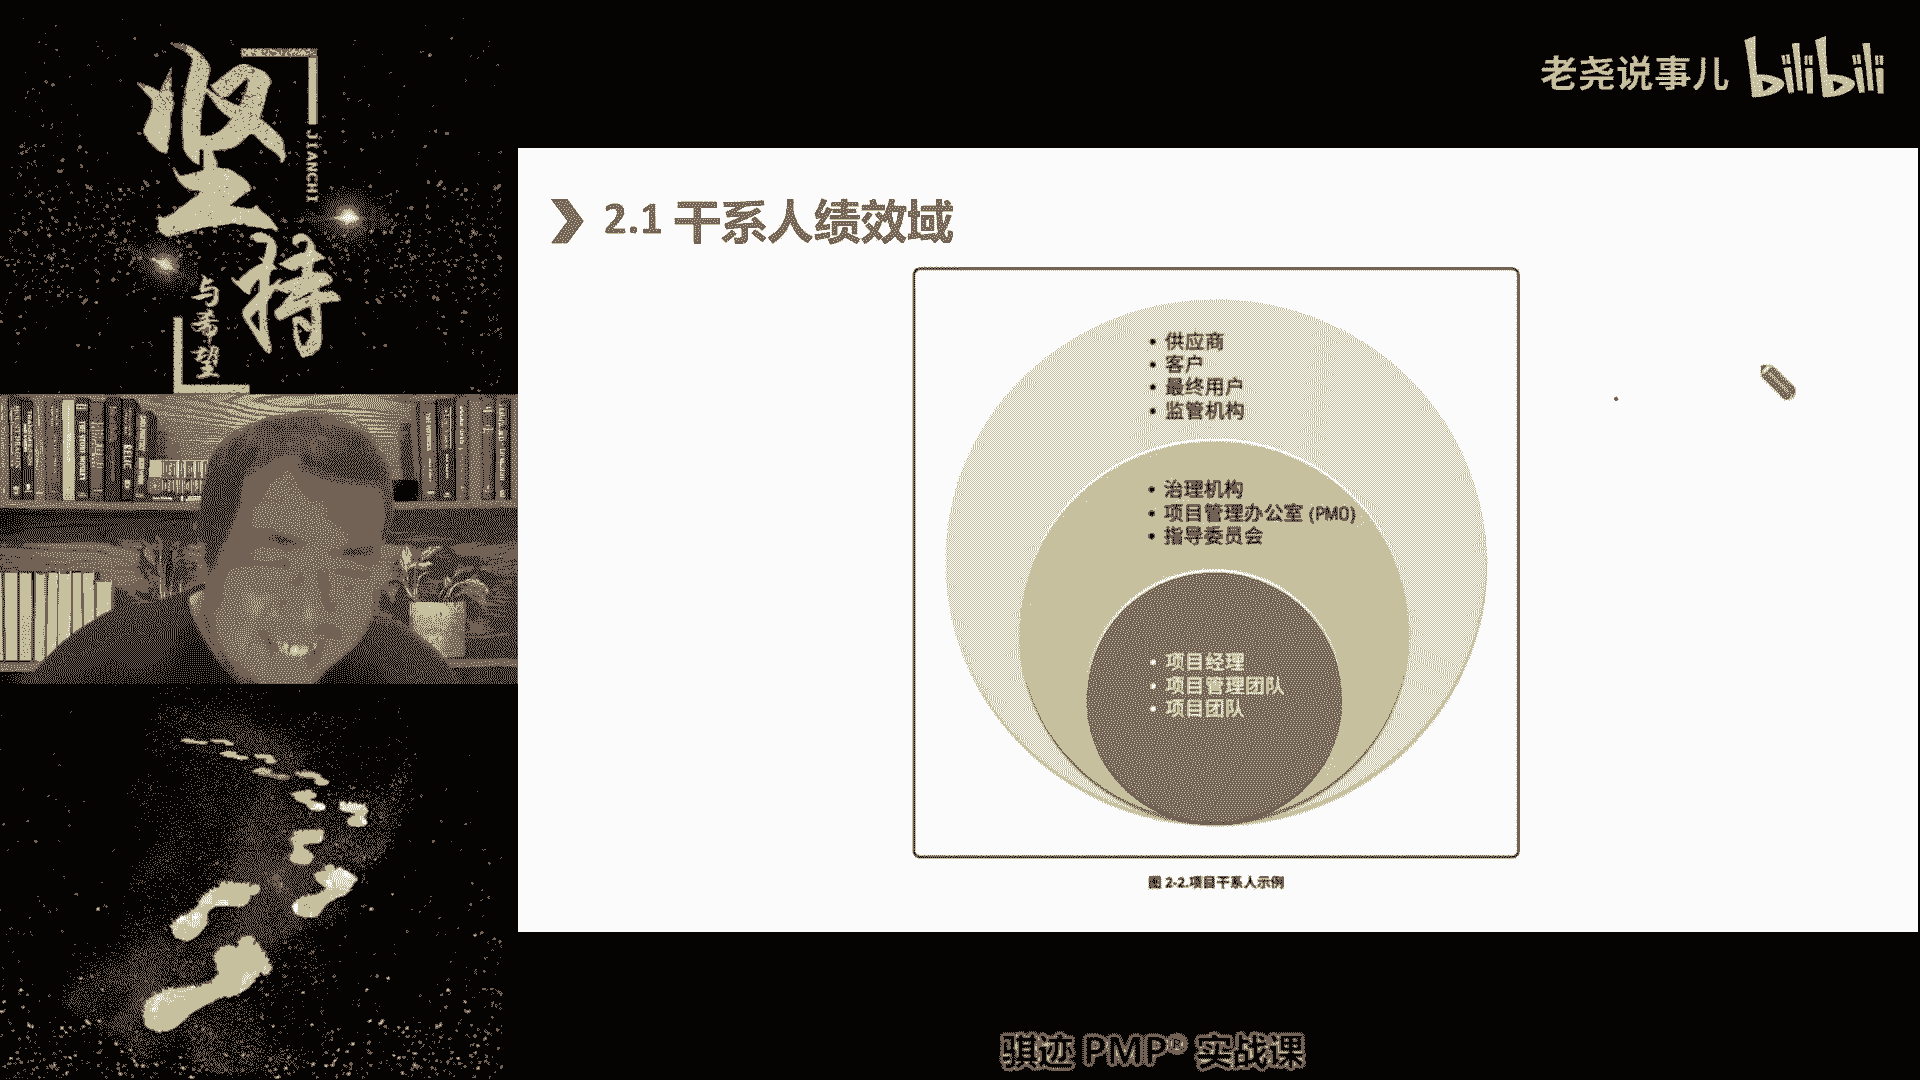 坚持
JIANCHI
与希望
老尧说事儿 bilibili
2.1 干系人绩效域
• 供应商
• 客户
• 最终用户
• 监管机构
• 治理机构
• 项目管理办公室 (PMO)
• 指导委员会
• 项目经理
• 项目管理团队
• 项目团队
图 2-2.项目干系人示例
骐迹 PMP® 实战课